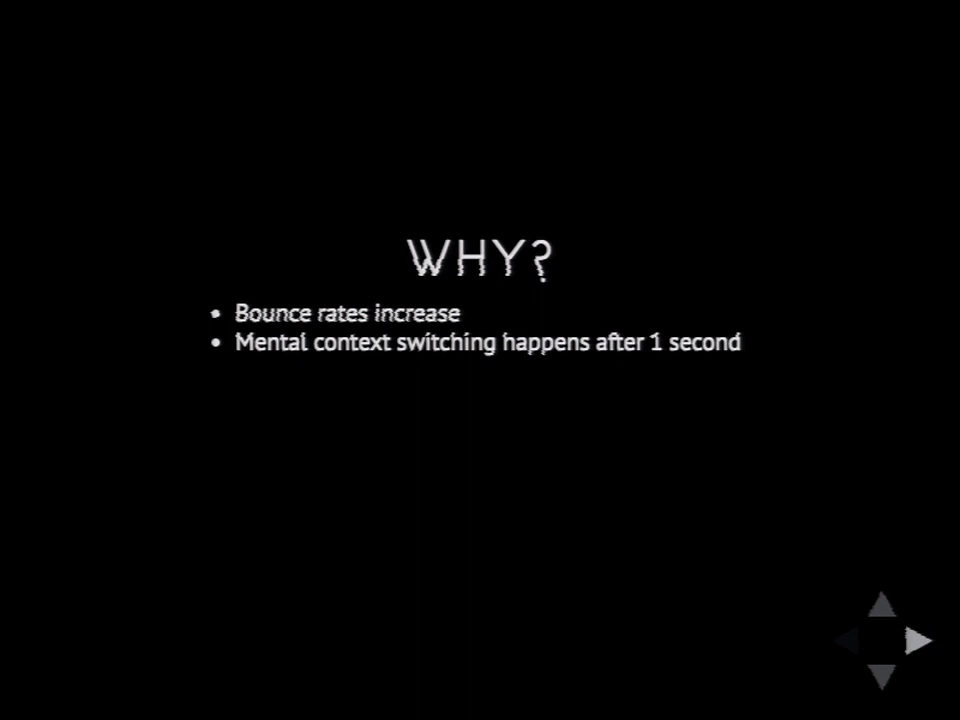 WHY?
• Bounce rates increase
• Mental context switching happens after 1 second